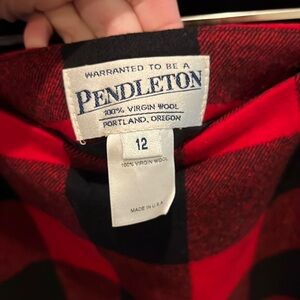 WARRANTED TO BE A
PENDLETON
100% VIRGIN WOOL
PORTLAND, OREGON
12
100% VIRGIN WOOL
MADE IN U.S.A.